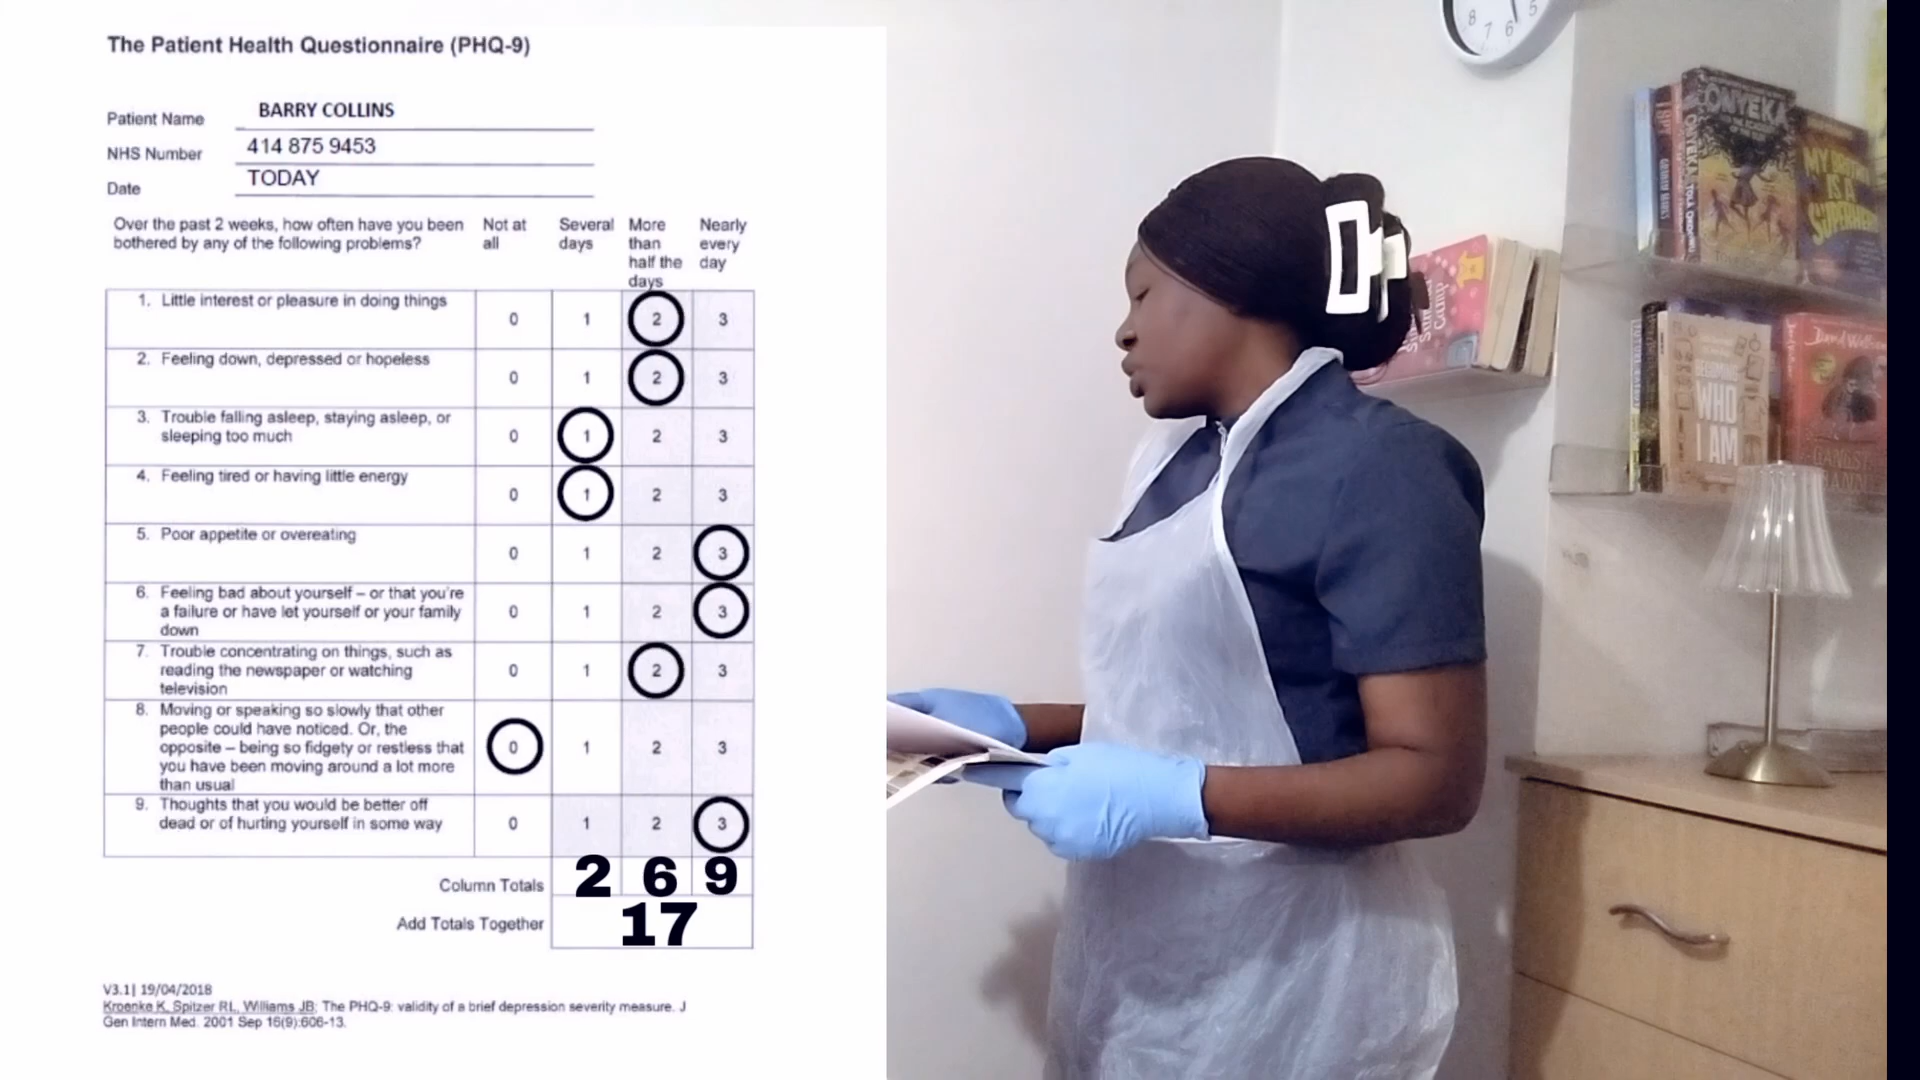 The Patient Health Questionnaire (PHQ-9)
Patient Name BARRY COLLINS
NHS Number 414 875 9453
Date TODAY
Over the past 2 weeks, how often have you been bothered by any of the following problems?
Not at all
Several days
More than half the days
Nearly every day
1. Little interest or pleasure in doing things 0 1 2 3
2. Feeling down, depressed or hopeless 0 1 2 3
3. Trouble falling asleep, staying asleep, or
sleeping too much 0 1 2 3
4. Feeling tired or having little energy 0 1 2 3
5. Poor appetite or overeating 0 1 2 3
6. Feeling bad about yourself – or that you're
a failure or have let yourself or your family
down 0 1 2 3
7. Trouble concentrating on things, such as
reading the newspaper or watching
television 0 1 2 3
8. Moving or speaking so slowly that other
people could have noticed. Or, the
opposite – being so fidgety or restless that
you have been moving around a lot more
than usual 0 1 2 3
9. Thoughts that you would be better off
dead or of hurting yourself in some way 0 1 2 3
Column Totals 2 6 9
Add Totals Together 17
V3.1| 19/04/2018
Kroenke K, Spitzer RL, Williams JB; The PHQ-9: validity of a brief depression severity measure. J
Gen Intern Med. 2001 Sep 16(9):606-13.
8 7 6 5
ONYEKA
MY
IS A
SUPERHERO
CAMP
BECOMING
WHO
I AM
David
GANGSTA